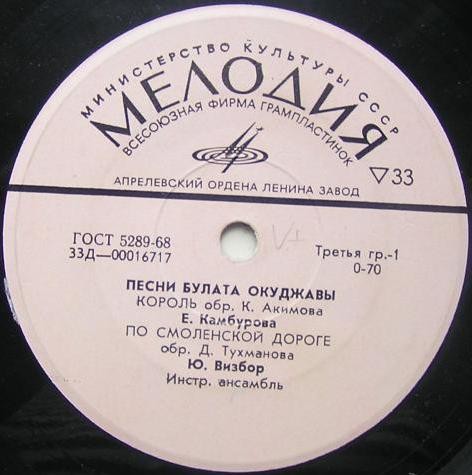 МИНИСТЕРСТВО КУЛЬТУРЫ СССР
МЕЛОДИЯ
ВСЕСОЮЗНАЯ ФИРМА ГРАМПЛАСТИНОК
АПРЕЛЕВСКИЙ ОРДЕНА ЛЕНИНА ЗАВОД
▽33
ГОСТ 5289-68
33Д—00016717
Третья гр.-1
0-70
ПЕСНИ БУЛАТА ОКУДЖАВЫ
КОРОЛЬ обр. К. Акимова
Е. Камбурова
ПО СМОЛЕНСКОЙ ДОРОГЕ
обр. Д. Тухманова
Ю. Визбор
Инстр. ансамбль